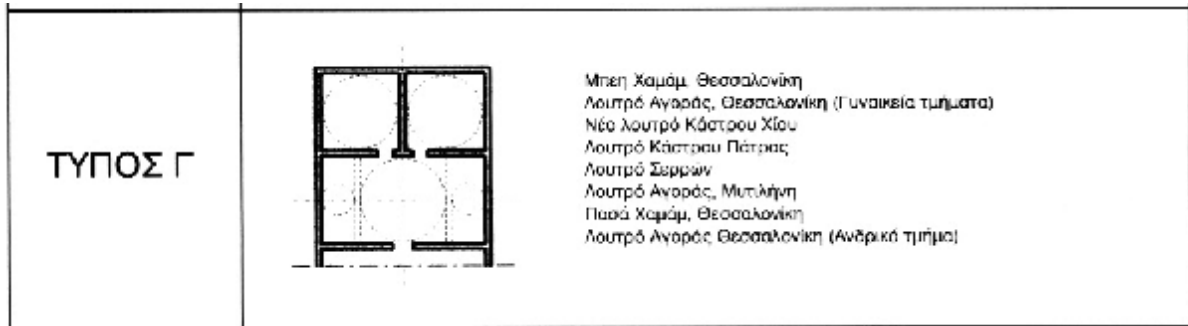 ΤΥΠΟΣ Γ
Μπεη Χαμάμ, Θεσσαλονίκη
Λουτρό Αγοράς, Θεσσαλονίκη (Γυναικεία τμήματα)
Νέο λουτρό Κάστρου Χίου
Λουτρό Κάστρου Πάτρας
Λουτρό Σερρών
Λουτρό Αγοράς, Μυτιλήνη
Πασά Χαμάμ, Θεσσαλονίκη
Λουτρό Αγοράς Θεσσαλονίκη (Ανδρικό τμήμα)